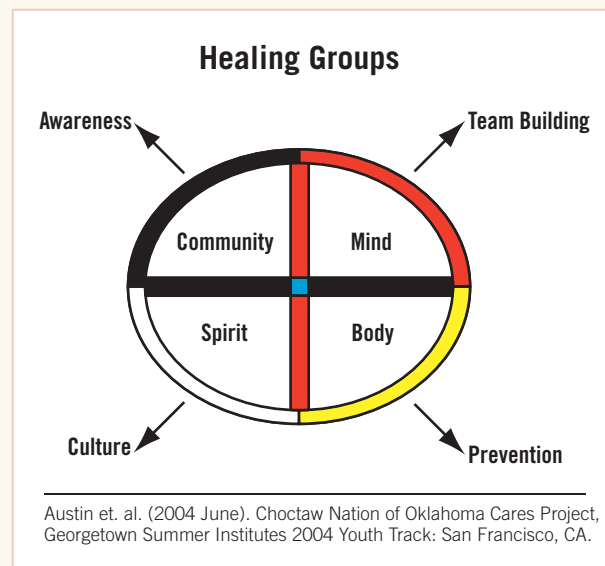 Healing Groups
Awareness
Team Building
Community
Mind
Spirit
Body
Culture
Prevention
Austin et. al. (2004 June). Choctaw Nation of Oklahoma Cares Project,
Georgetown Summer Institutes 2004 Youth Track: San Francisco, CA.